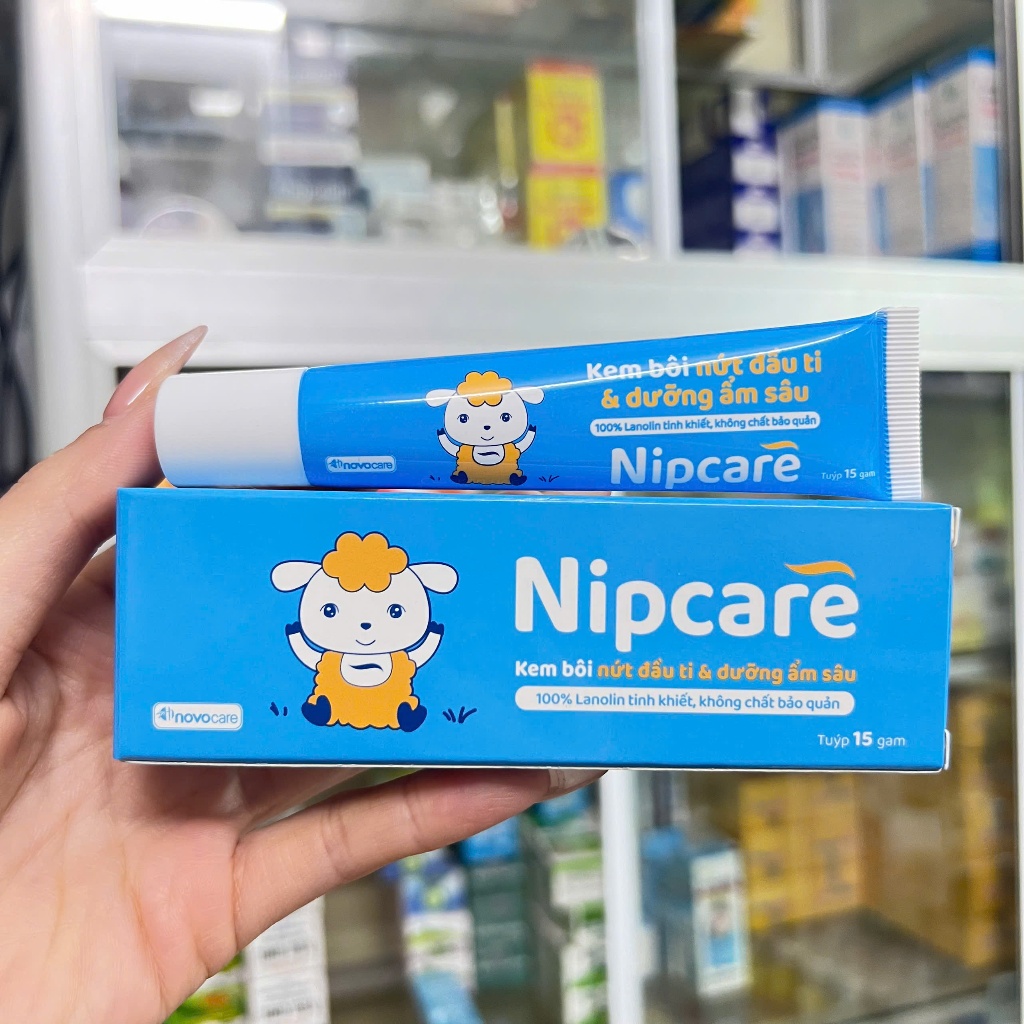 Kem bôi nứt đầu ti
& dưỡng ẩm sâu
100% Lanolin tinh khiết, không chất bảo quản
Nipcare
novocare
Tuýp 15 gam
Nipcare
Kem bôi nứt đầu ti & dưỡng ẩm sâu
100% Lanolin tinh khiết, không chất bảo quản
novocare
Tuýp 15 gam